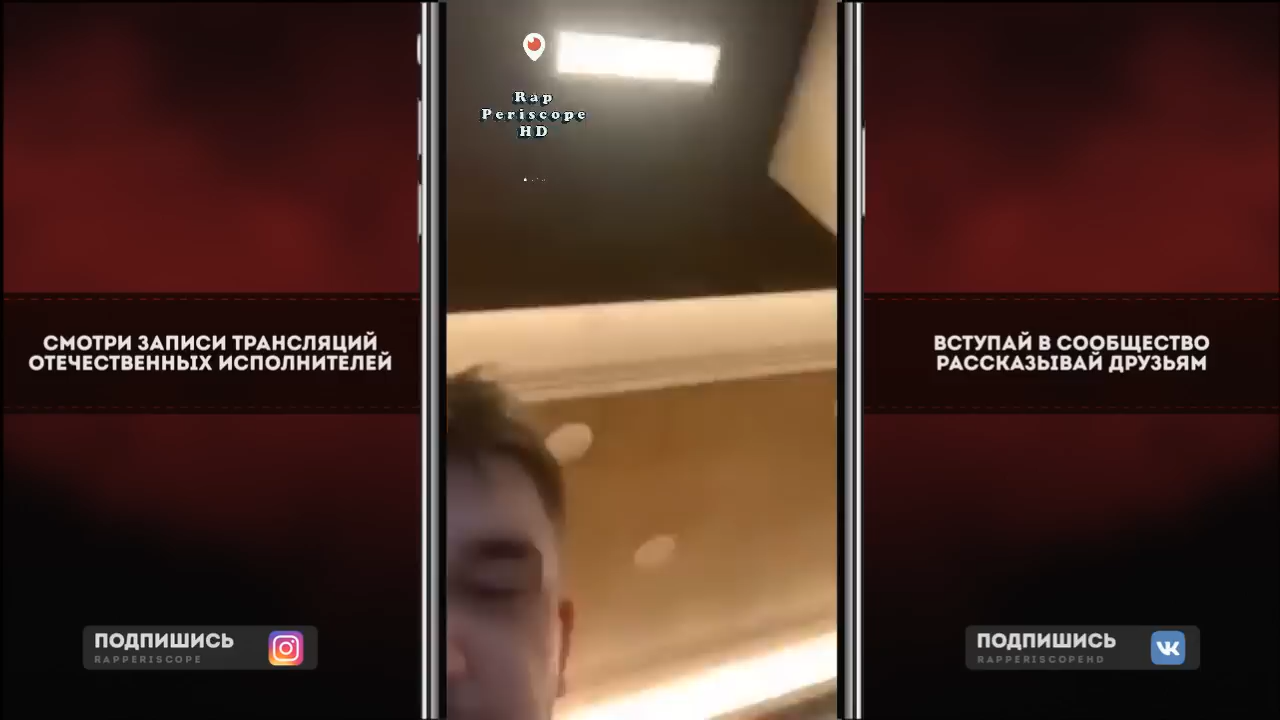 Rap
Periscope
HD
СМОТРИ ЗАПИСИ ТРАНСЛЯЦИЙ
ОТЕЧЕСТВЕННЫХ ИСПОЛНИТЕЛЕЙ
ВСТУПАЙ В СООБЩЕСТВО
РАССКАЗЫВАЙ ДРУЗЬЯМ
ПОДПИШИСЬ
RAPPERISCOPE
ПОДПИШИСЬ
RAPPERISCOPEHD